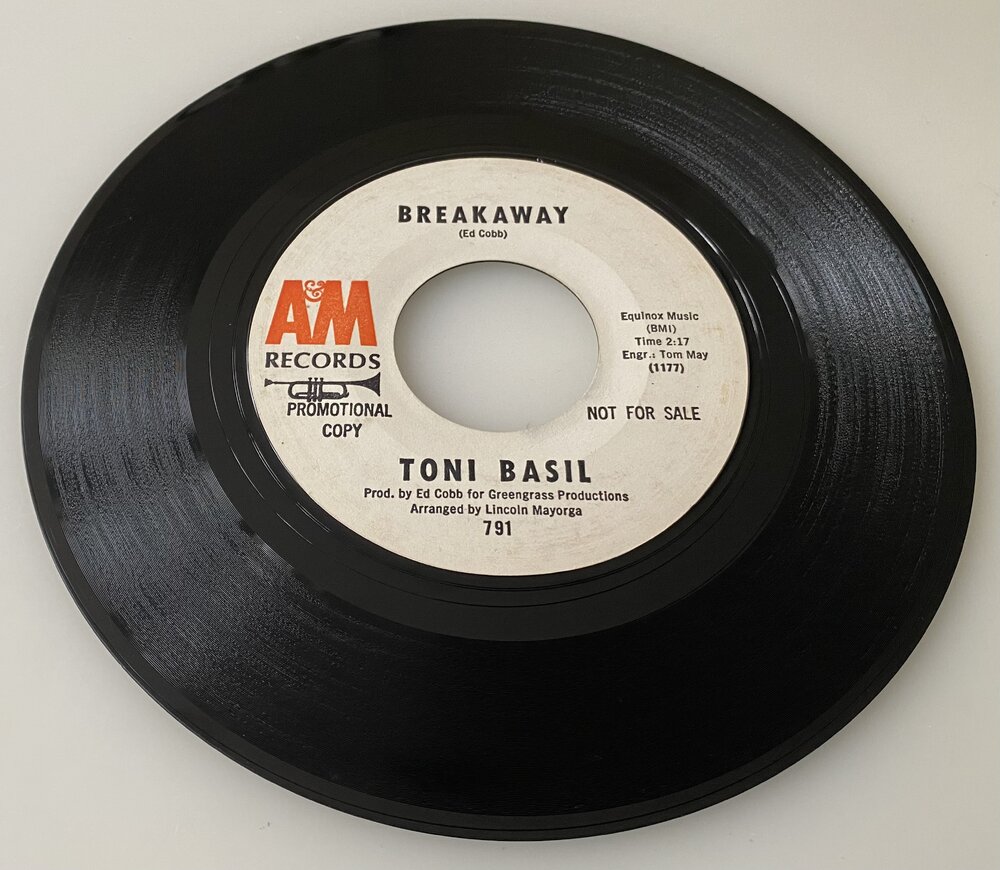 BREAKAWAY
(Ed Cobb)
A&M
RECORDS
PROMOTIONAL
COPY
Equinox Music
(BMI)
Time 2:17
Engr.: Tom May
(1177)
NOT FOR SALE
TONI BASIL
Prod. by Ed Cobb for Greengrass Productions
Arranged by Lincoln Mayorga
791